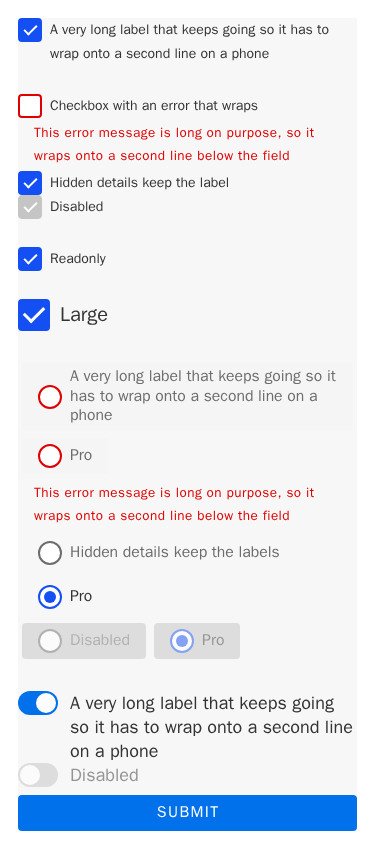 A very long label that keeps going so it has to
wrap onto a second line on a phone
Checkbox with an error that wraps
This error message is long on purpose, so it
wraps onto a second line below the field
Hidden details keep the label
Disabled
Readonly
Large
A very long label that keeps going so it
has to wrap onto a second line on a
phone
Pro
This error message is long on purpose, so it
wraps onto a second line below the field
Hidden details keep the labels
Pro
Disabled Pro
A very long label that keeps going
so it has to wrap onto a second line
on a phone
Disabled
SUBMIT